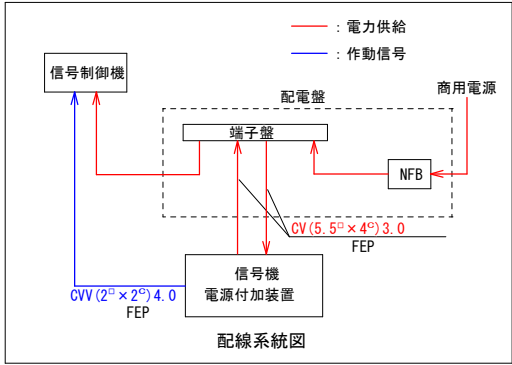 ：電力供給
：作動信号
信号制御機
商用電源
配電盤
端子盤
NFB
CV(5.5□×4ᶜ)3.0
FEP
信号機
電源付加装置
CVV(2□×2ᶜ)4.0
FEP
配線系統図